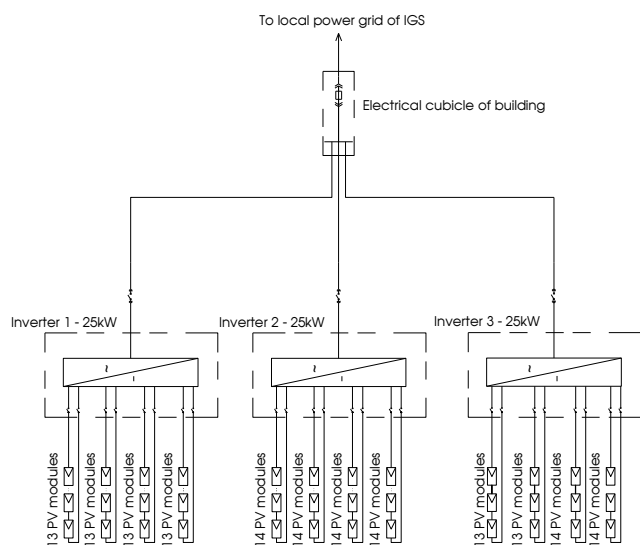 To local power grid of IGS
Electrical cubicle of building
Inverter 1 - 25kW
Inverter 2 - 25kW
Inverter 3 - 25kW
~
~
~
13 PV modules
13 PV modules
13 PV modules
13 PV modules
14 PV modules
14 PV modules
14 PV modules
14 PV modules
13 PV modules
13 PV modules
14 PV modules
14 PV modules